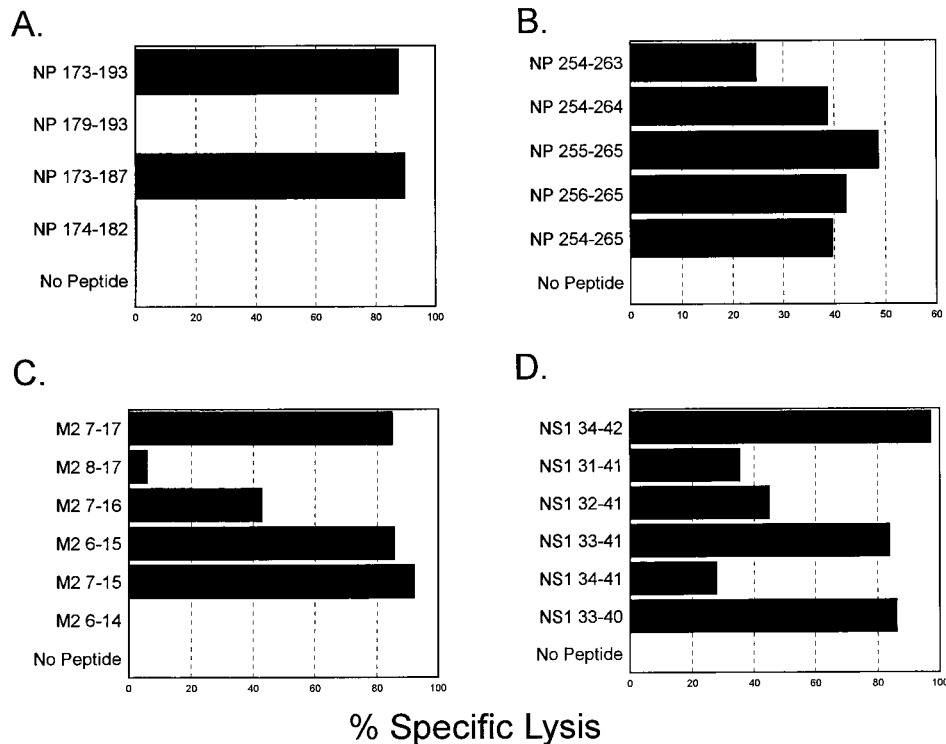 A.
NP 173-193
NP 179-193
NP 173-187
NP 174-182
No Peptide
0 20 40 60 80 100
B.
NP 254-263
NP 254-264
NP 255-265
NP 256-265
NP 254-265
No Peptide
0 10 20 30 40 50 60
C.
M2 7-17
M2 8-17
M2 7-16
M2 6-15
M2 7-15
M2 6-14
No Peptide
0 20 40 60 80 100
D.
NS1 34-42
NS1 31-41
NS1 32-41
NS1 33-41
NS1 34-41
NS1 33-40
No Peptide
0 20 40 60 80 100
% Specific Lysis